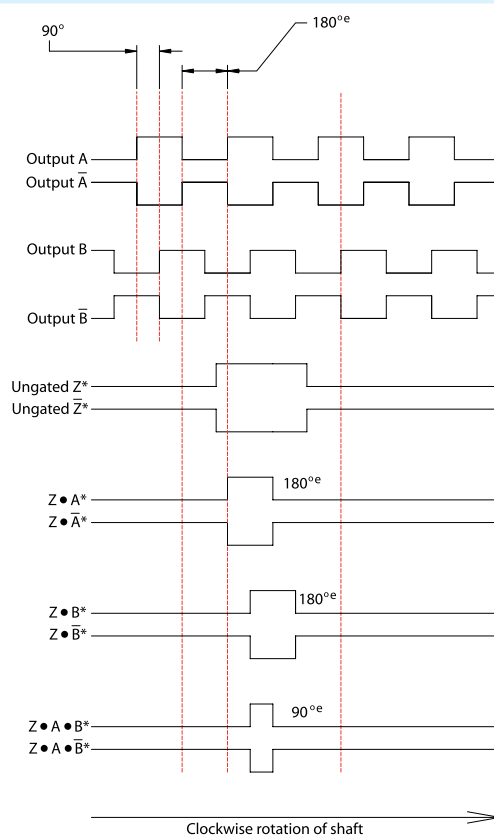 90°
180°e
Output A
Output A̅
Output B
Output B̅
Ungated Z*
Ungated Z̅*
180°e
Z●A*
Z●A̅*
180°e
Z●B*
Z●B̅*
90°e
Z●A●B*
Z●A●B̅*
Clockwise rotation of shaft